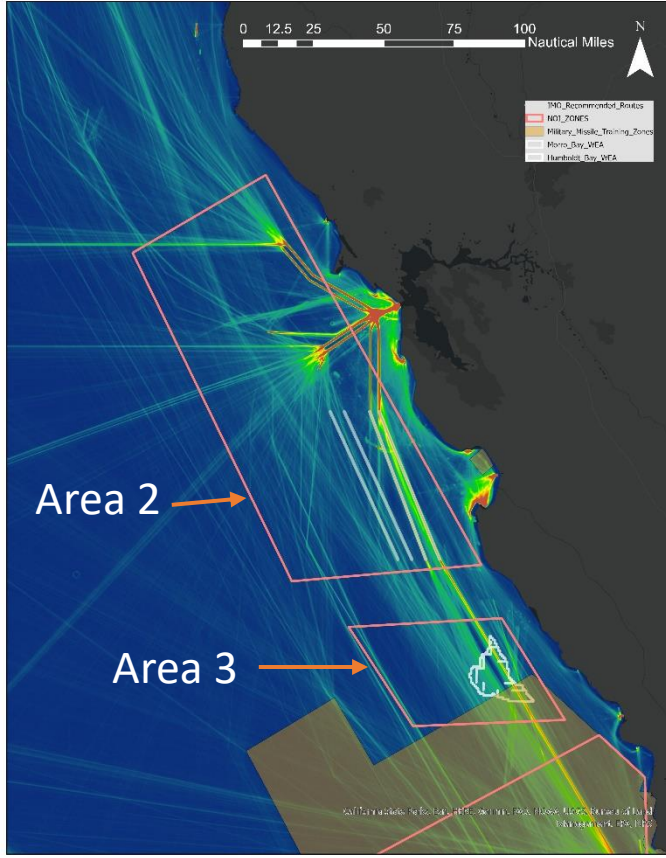 0 12.5 25 50 75 100
Nautical Miles
N
IMO_Recommended_Routes
NOI_ZONES
Military_Missile_Training_Zones
Morro_Bay_WEA
Humboldt_Bay_WEA
Area 2
Area 3